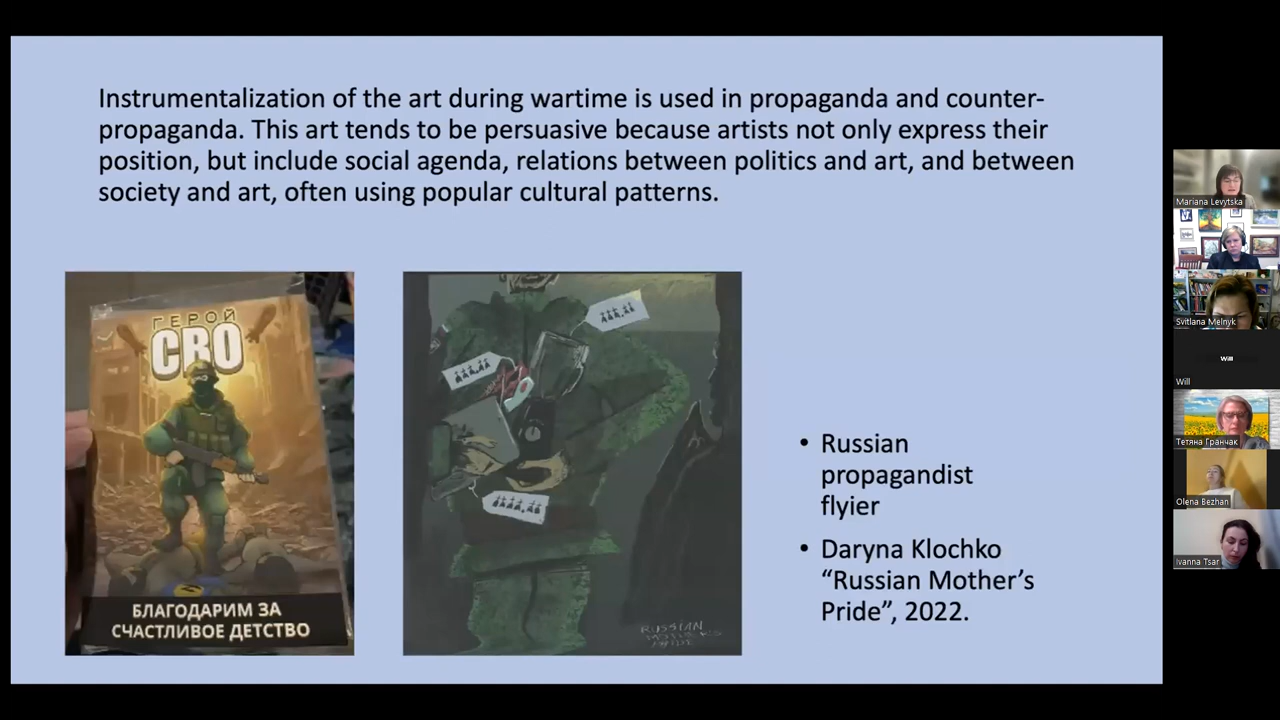 Instrumentalization of the art during wartime is used in propaganda and counter-
propaganda. This art tends to be persuasive because artists not only express their
position, but include social agenda, relations between politics and art, and between
society and art, often using popular cultural patterns.
ГЕРОЙ
СВО
БЛАГОДАРИМ ЗА
СЧАСТЛИВОЕ ДЕТСТВО
RUSSIAN
MOTHER'S
PRIDE
• Russian
propagandist
flyier
• Daryna Klochko
“Russian Mother’s
Pride”, 2022.
Mariana Levytska
Svitlana Melnyk
Will
Will
Тетяна Гранчак
Olena Bezhan
Ivanna Tsar